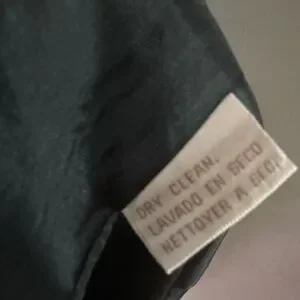 DRY CLEAN.
LAVADO EN SECO
NETTOYER A SEC.